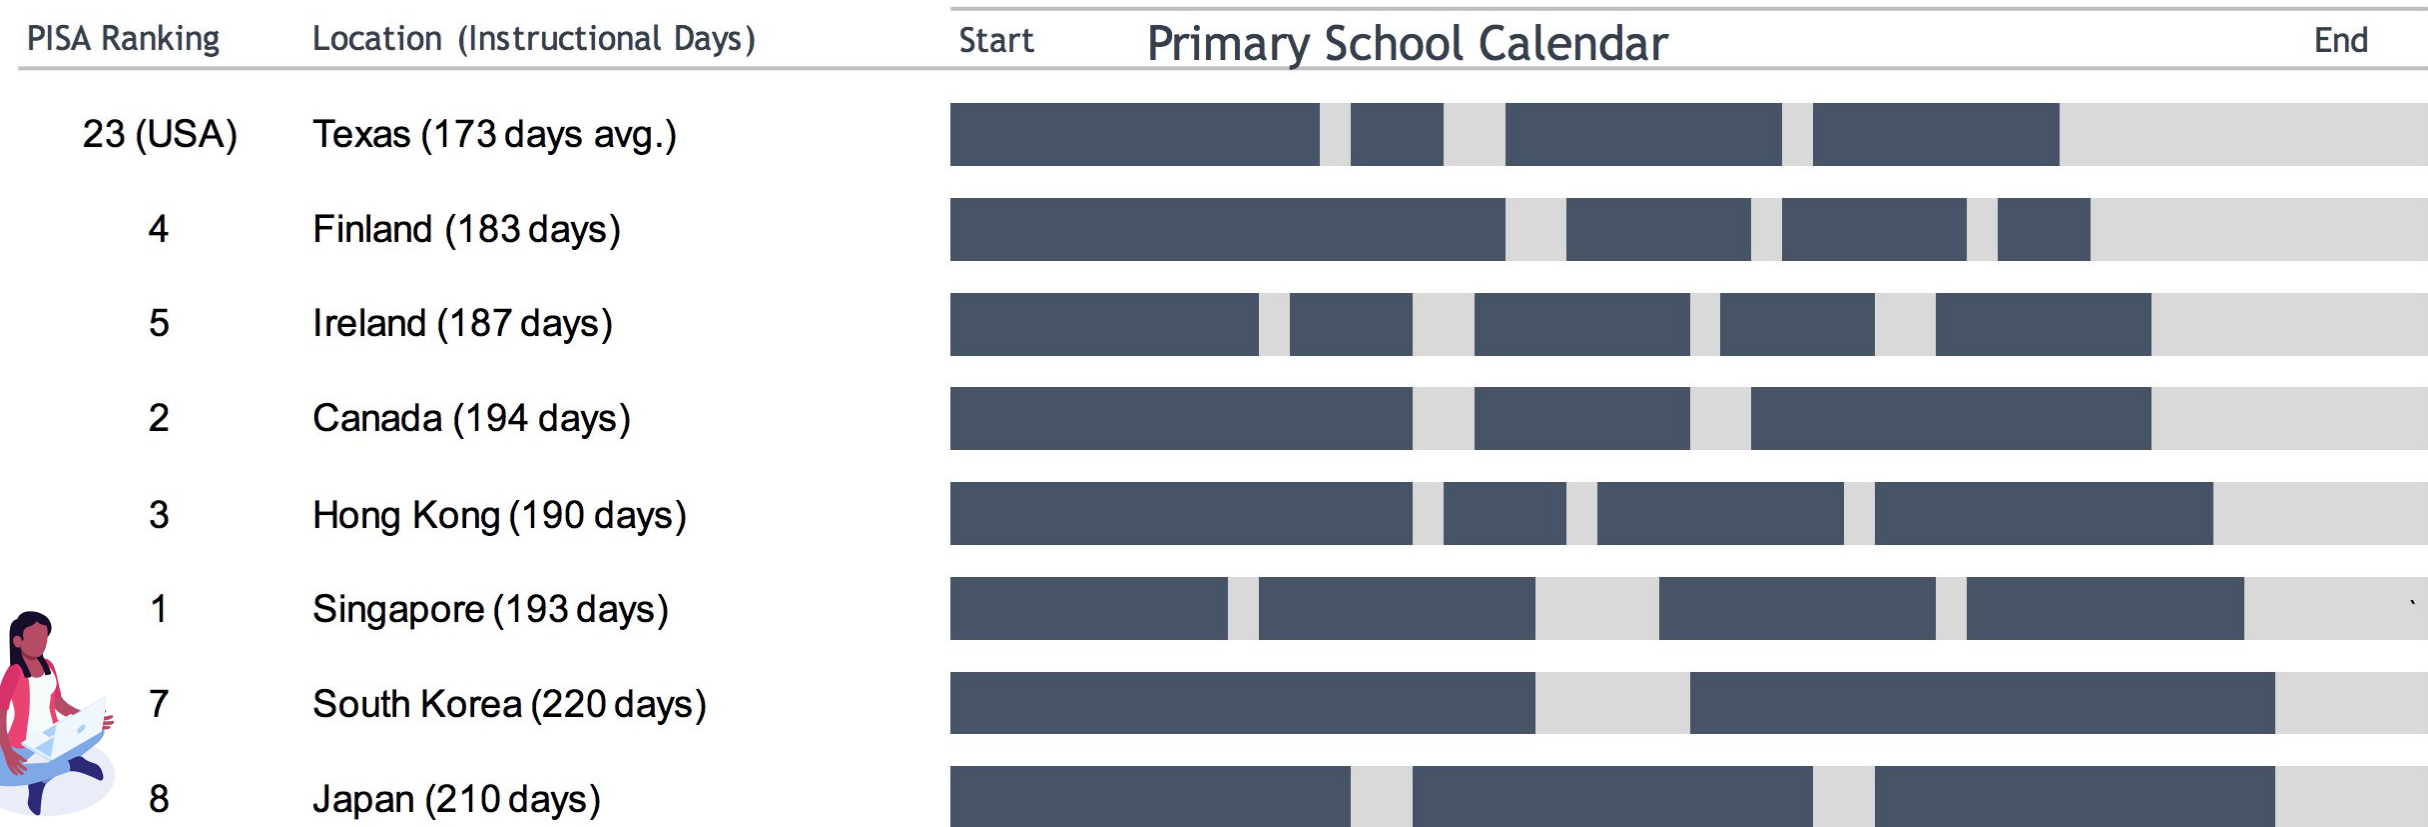 PISA Ranking Location (Instructional Days) Start Primary School Calendar End
23 (USA) Texas (173 days avg.)
4 Finland (183 days)
5 Ireland (187 days)
2 Canada (194 days)
3 Hong Kong (190 days)
1 Singapore (193 days) `
7 South Korea (220 days)
8 Japan (210 days)